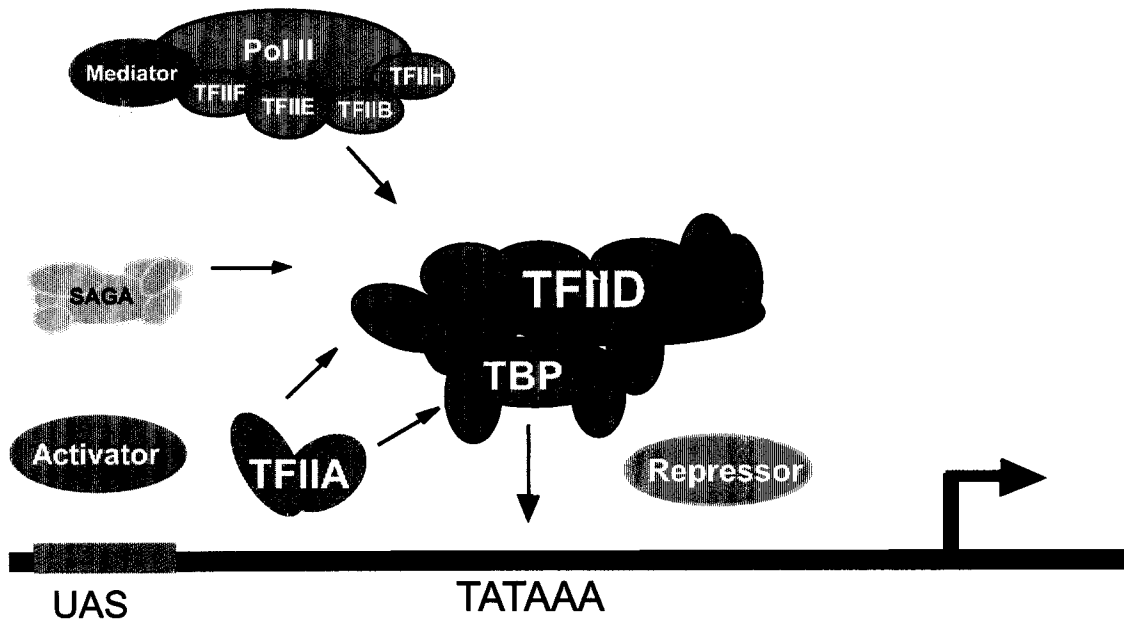 Pol II
Mediator
TFIIH
TFIIF
TFIIE
TFIIB
SAGA
TFIID
TBP
Activator
TFIIA
Repressor
UAS
TATAAA